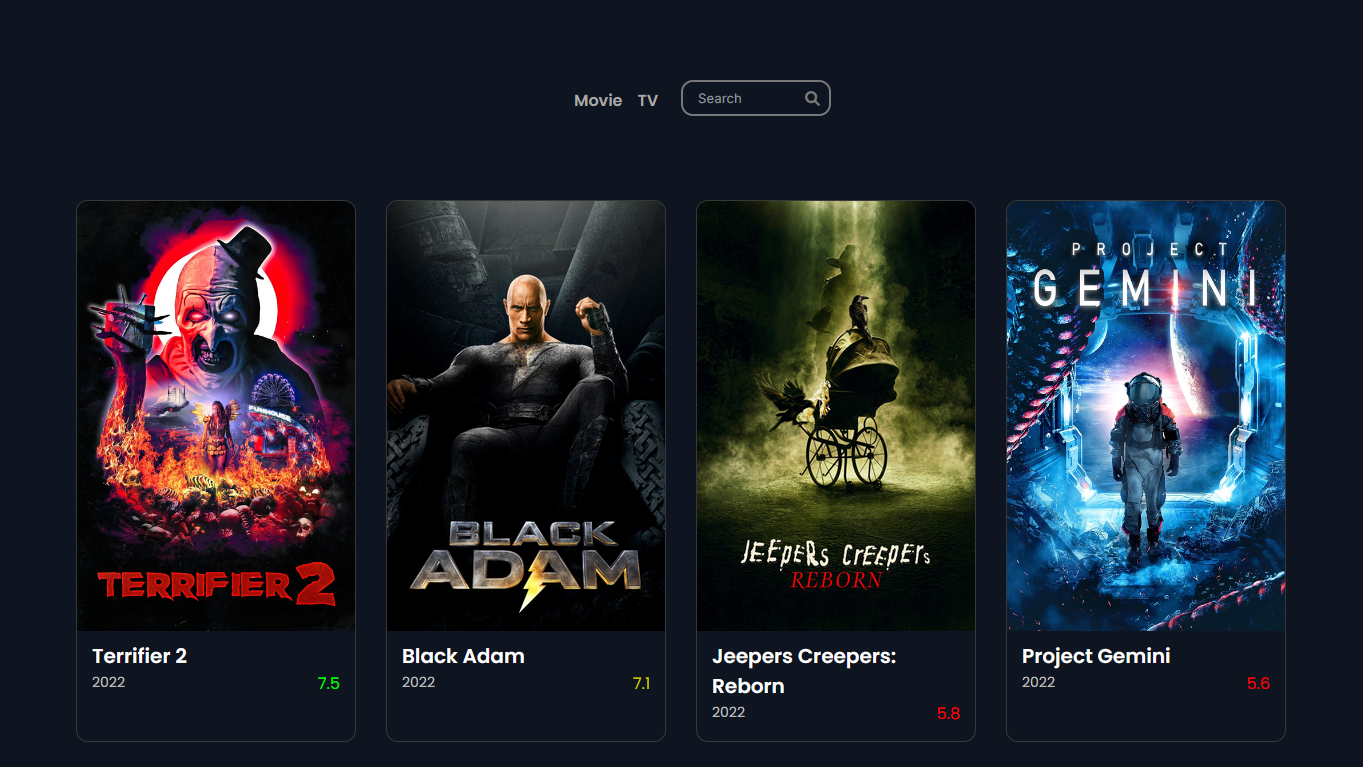 Movie TV Search
FUNHOUSE
TERRIFIER 2
BLACK
ADAM
JEEPERS CREEPERS
REBORN
PROJECT
GEMINI
Terrifier 2
2022 7.5
Black Adam
2022 7.1
Jeepers Creepers:
Reborn
2022 5.8
Project Gemini
2022 5.6